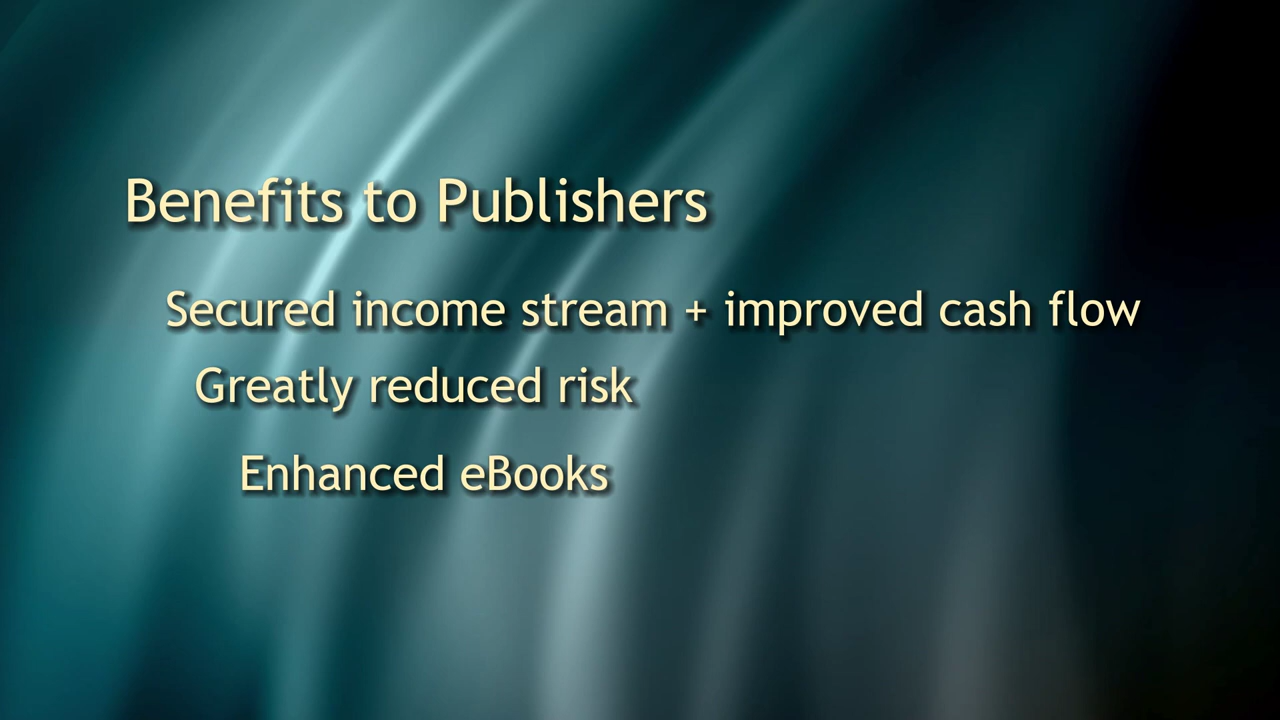 Benefits to Publishers
Secured income stream + improved cash flow
Greatly reduced risk
Enhanced eBooks